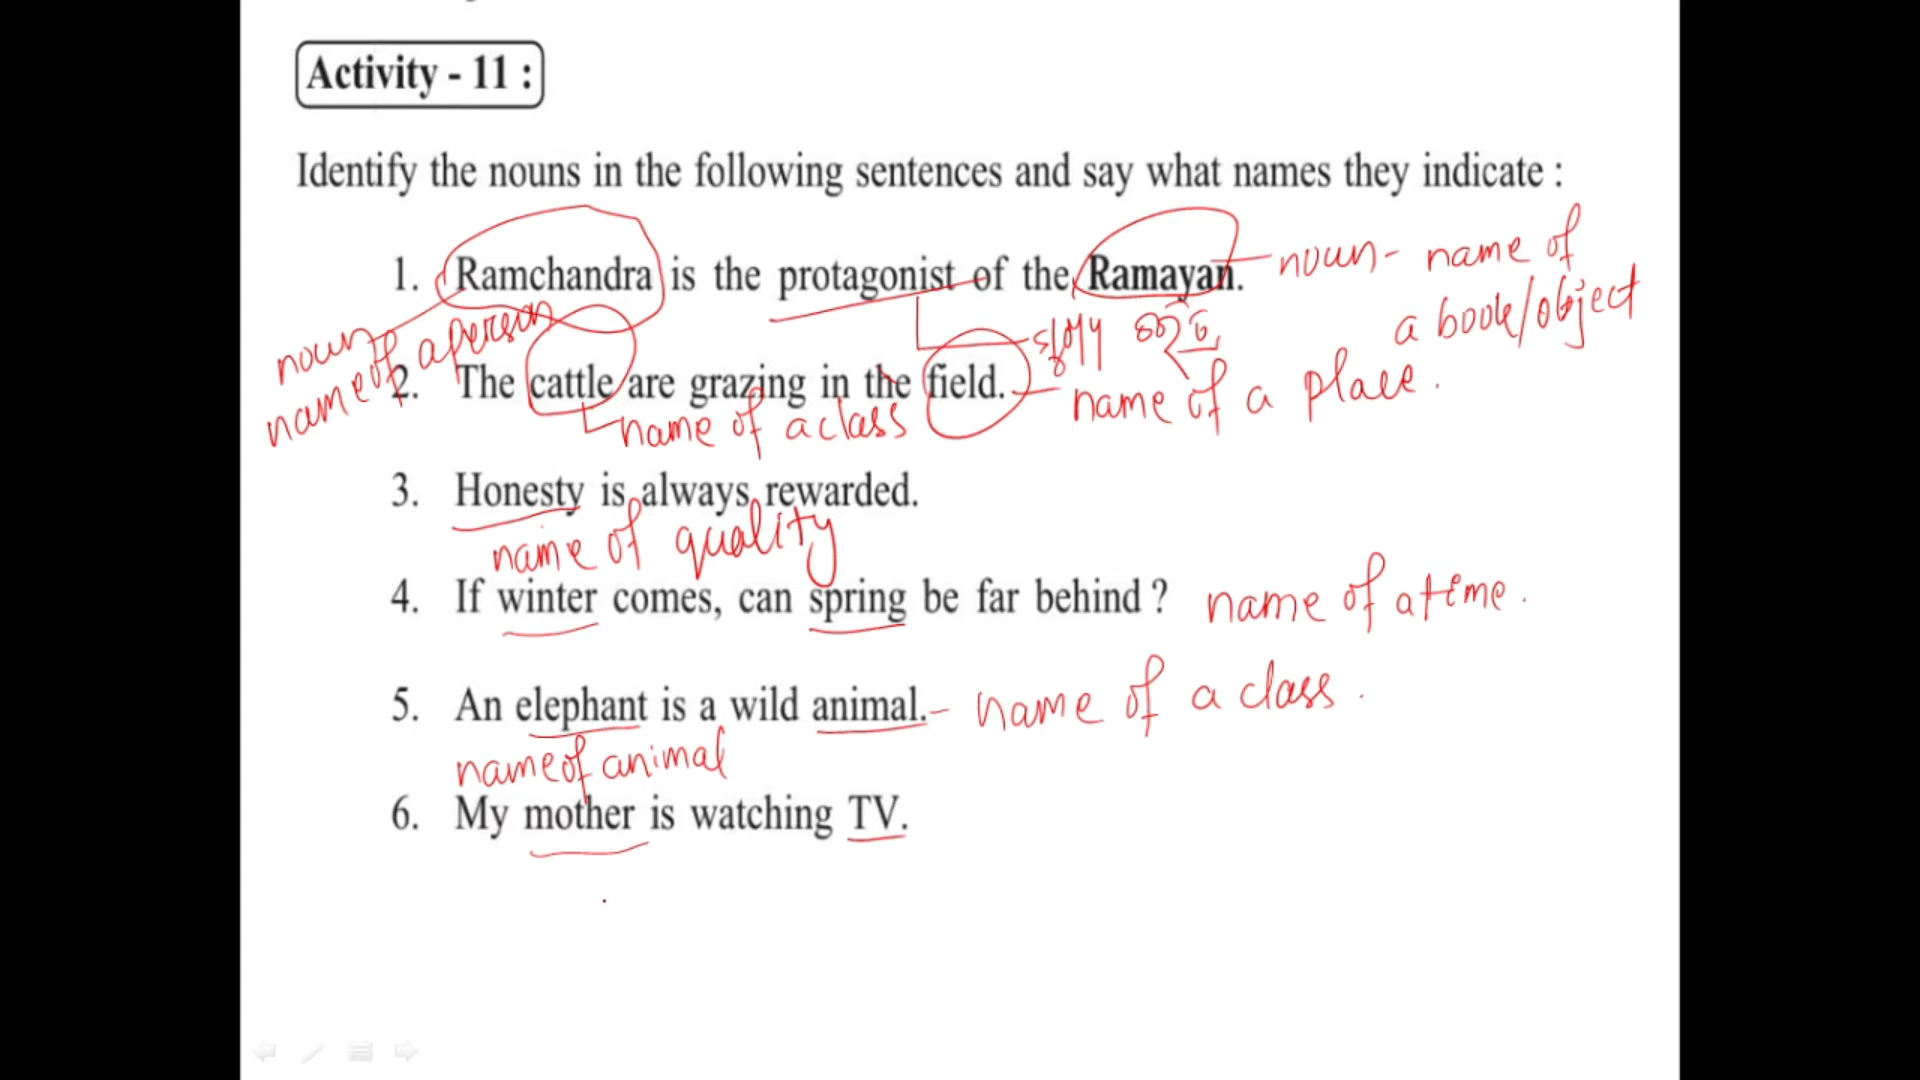 Activity - 11 :
Identify the nouns in the following sentences and say what names they indicate :
1. Ramchandra is the protagonist of the Ramayan.
noun - name of
a book/object
noun
name of a person
story
2. The cattle are grazing in the field.
name of a class
name of a place.
3. Honesty is always rewarded.
name of quality
4. If winter comes, can spring be far behind ?
name of a time.
5. An elephant is a wild animal.
- name of a class.
name of animal
6. My mother is watching TV.